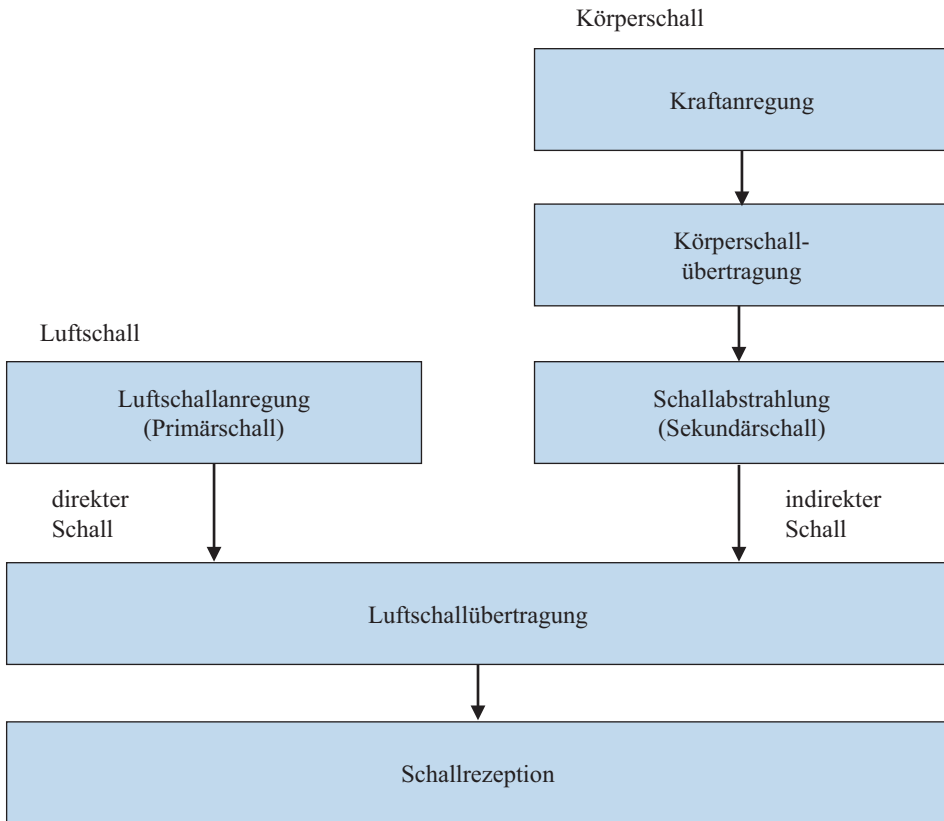 Körperschall
Kraftanregung
Körperschall-
übertragung
Luftschall
Luftschallanregung
(Primärschall)
Schallabstrahlung
(Sekundärschall)
direkter
Schall
indirekter
Schall
Luftschallübertragung
Schallrezeption